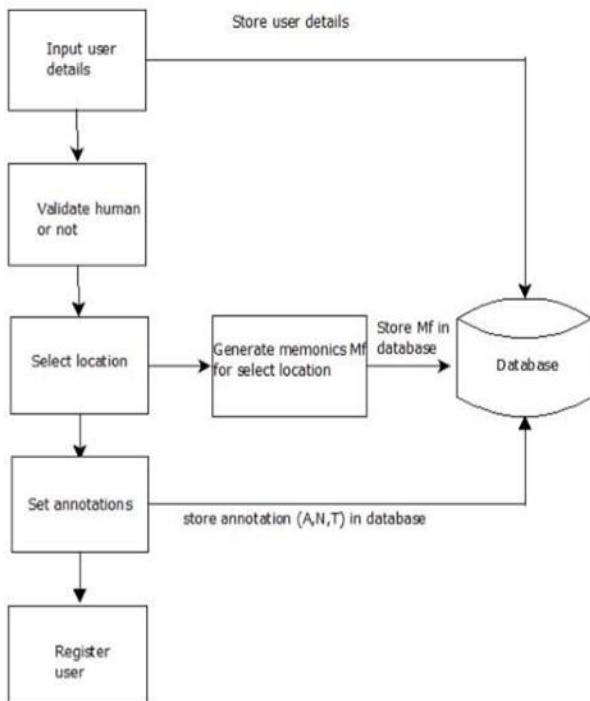 Store user details
Input user
details
Validate human
or not
Select location
Generate memonics Mf
for select location
Store Mf in
database
Database
Set annotations
store annotation (A,N,T) in database
Register
user